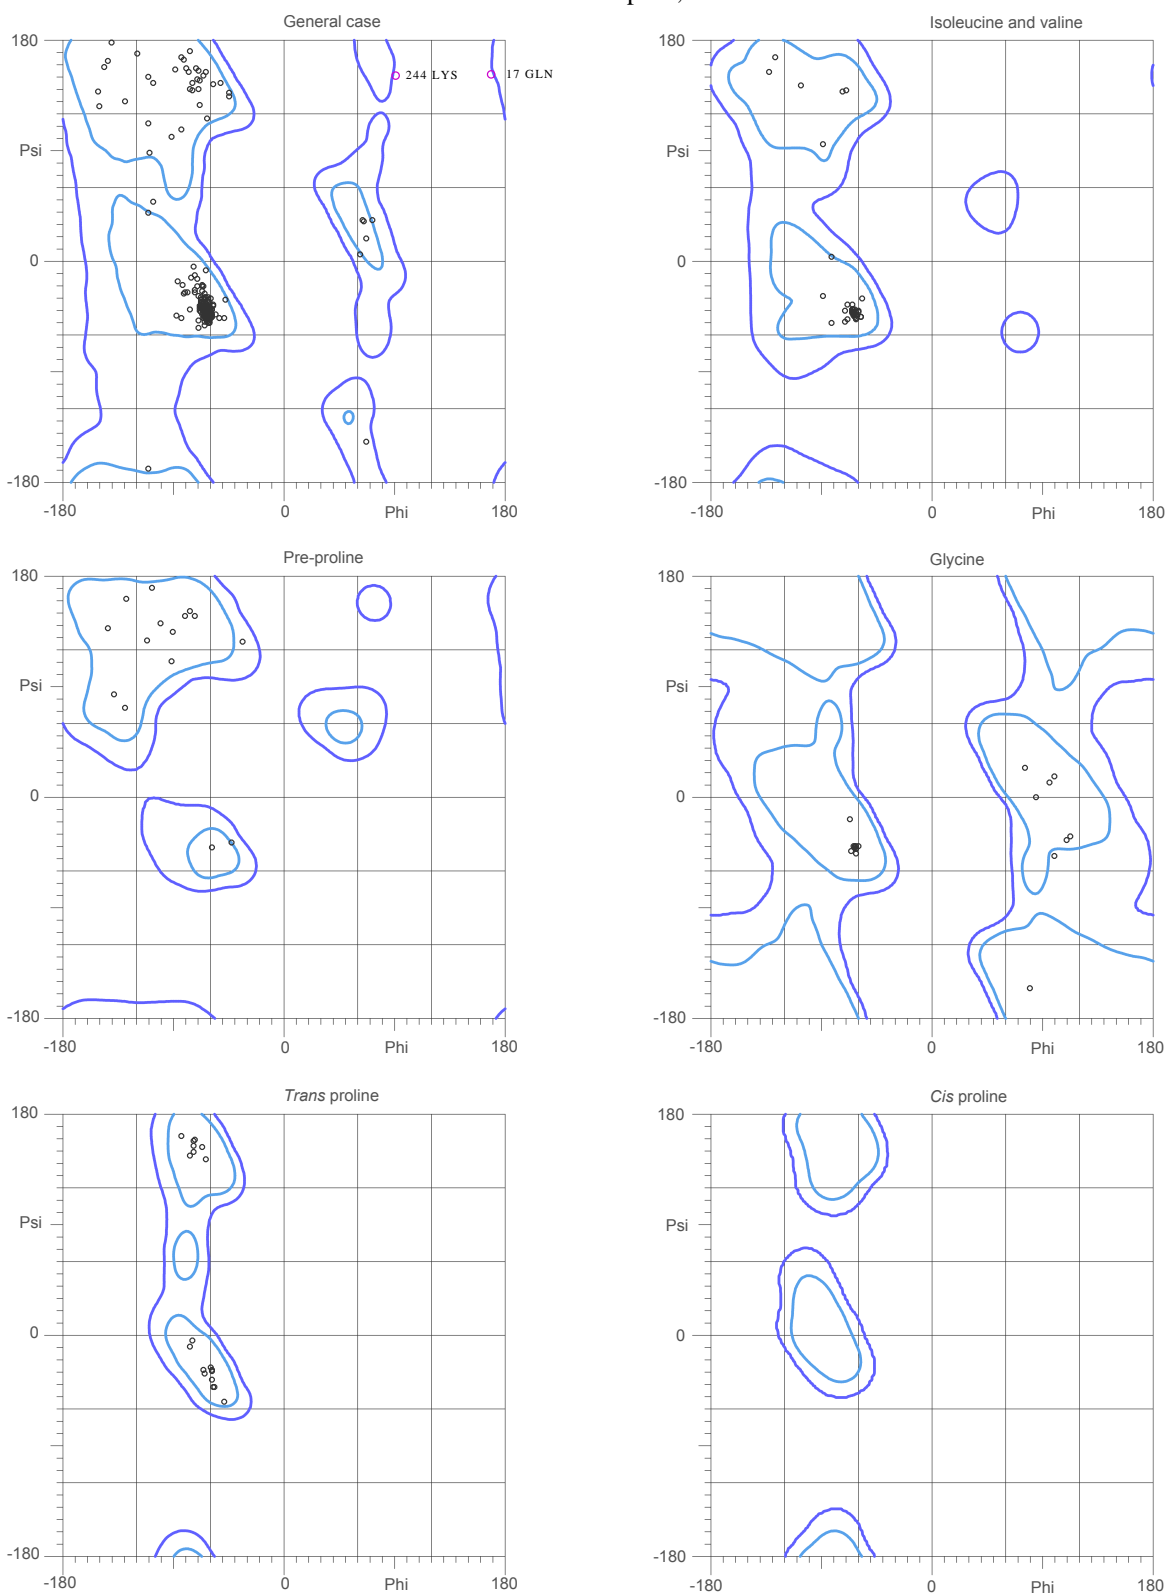 General case
Isoleucine and valine
180
180
244 LYS
17 GLN
Psi
Psi
0
0
-180
-180
-180
0
Phi
180
-180
0
Phi
180
Pre-proline
Glycine
180
180
Psi
Psi
0
0
-180
-180
-180
0
Phi
180
-180
0
Phi
180
Trans proline
Cis proline
180
180
Psi
Psi
0
0
-180
-180
-180
0
Phi
180
-180
0
Phi
180